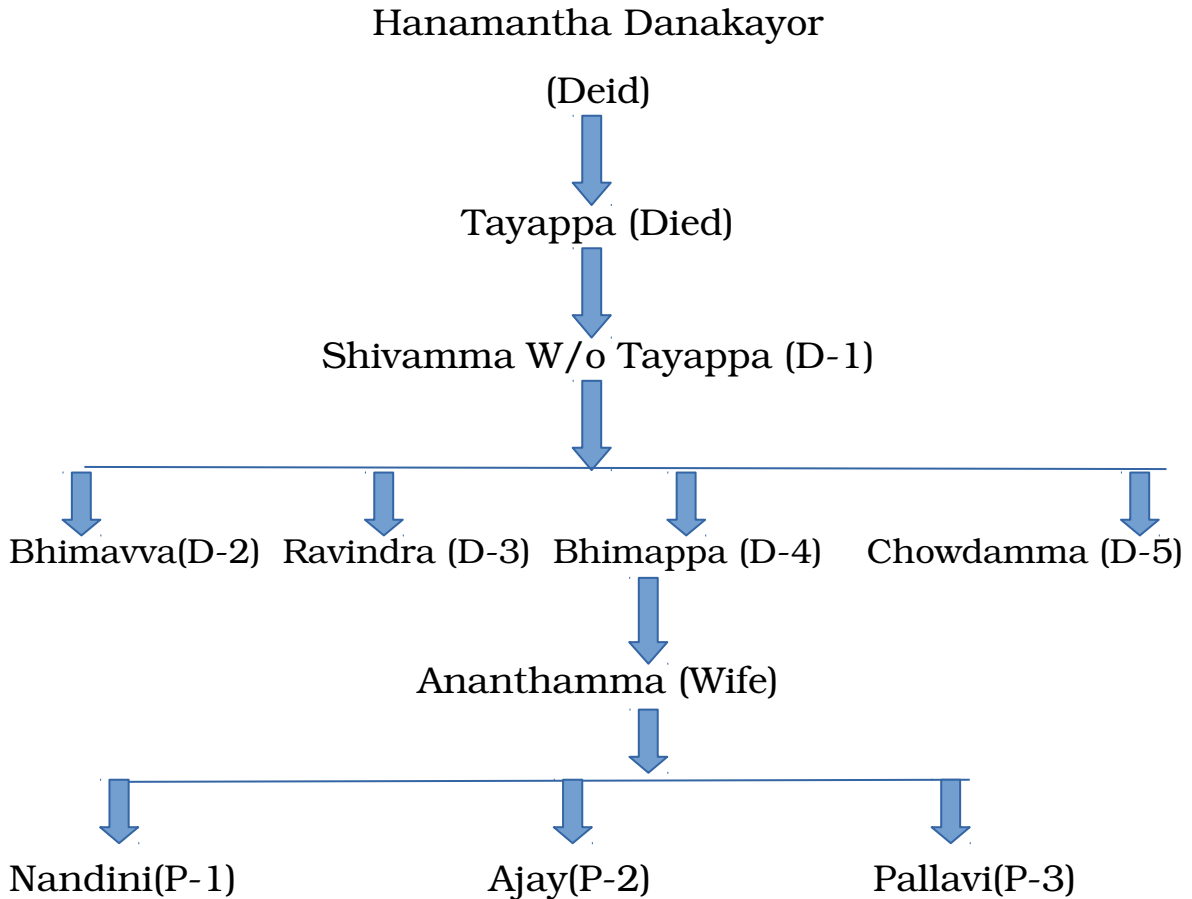 Hanamantha Danakayor
(Deid)
Tayappa (Died)
Shivamma W/o Tayappa (D-1)
Bhimavva(D-2) Ravindra (D-3) Bhimappa (D-4) Chowdamma (D-5)
Ananthamma (Wife)
Nandini(P-1) Ajay(P-2) Pallavi(P-3)